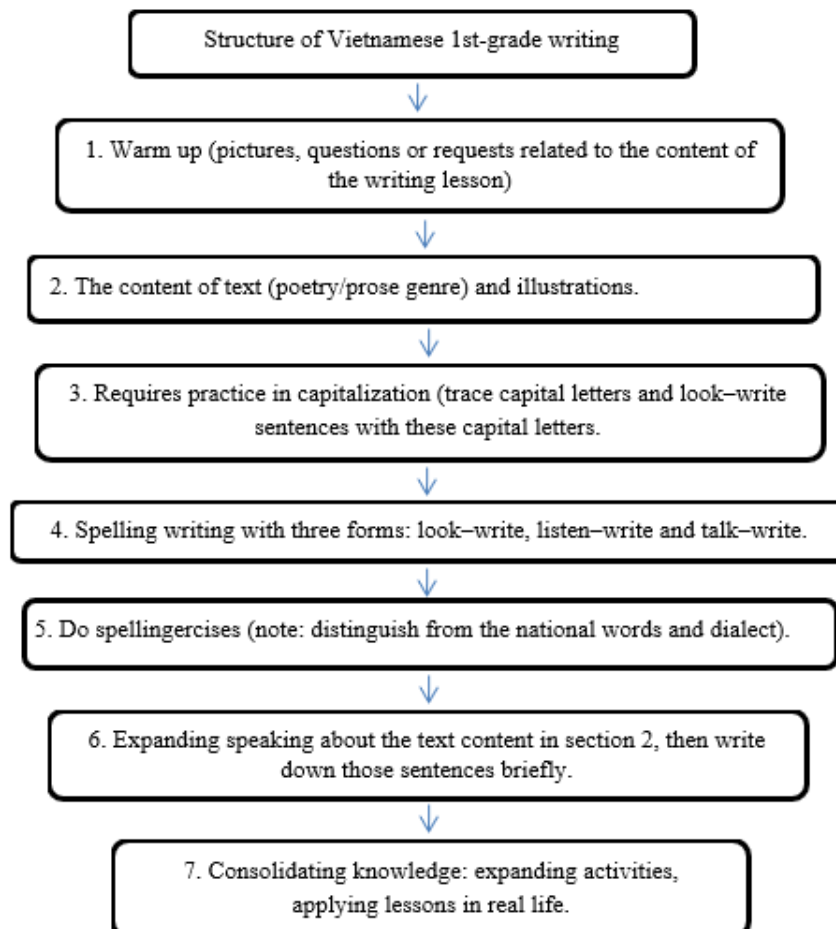 Structure of Vietnamese 1st-grade writing
1. Warm up (pictures, questions or requests related to the content of
the writing lesson)
2. The content of text (poetry/prose genre) and illustrations.
3. Requires practice in capitalization (trace capital letters and look–write
sentences with these capital letters.
4. Spelling writing with three forms: look–write, listen–write and talk–write.
5. Do spellingercises (note: distinguish from the national words and dialect).
6. Expanding speaking about the text content in section 2, then write
down those sentences briefly.
7. Consolidating knowledge: expanding activities,
applying lessons in real life.